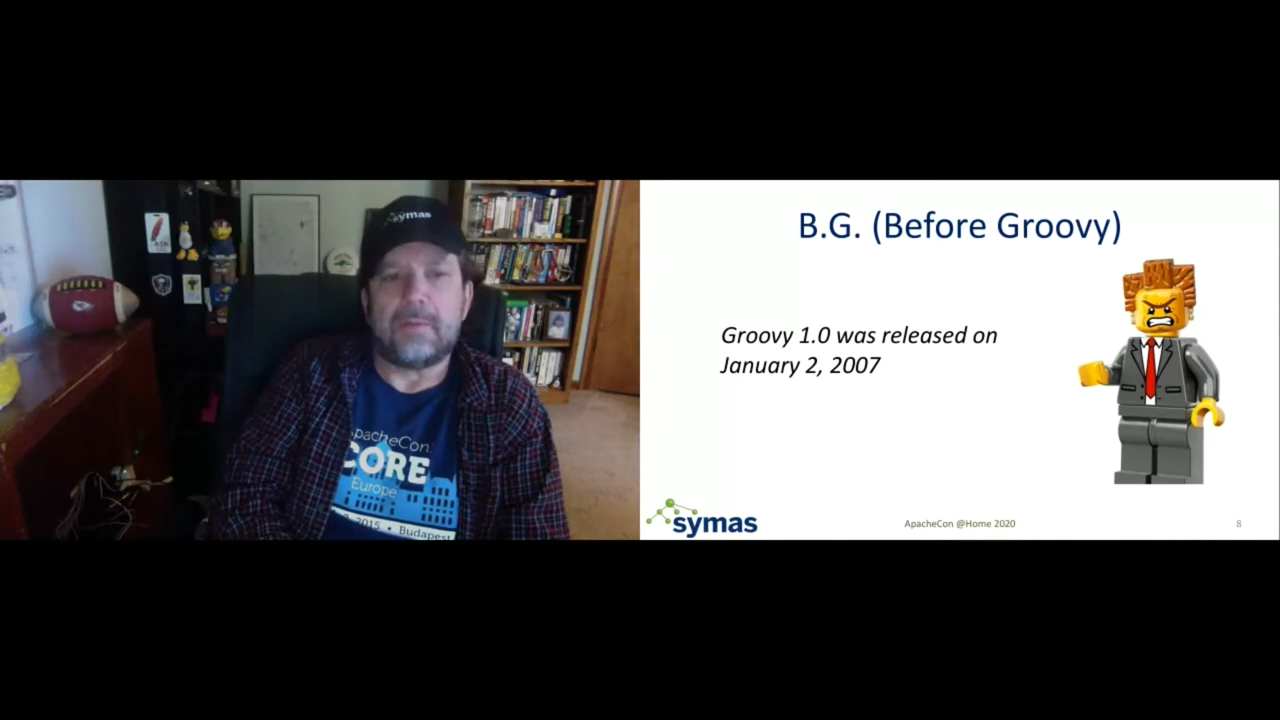 symas
ApacheCon
CORE
Europe
2015 • Budapest
B.G. (Before Groovy)
Groovy 1.0 was released on
January 2, 2007
symas
ApacheCon @Home 2020
8